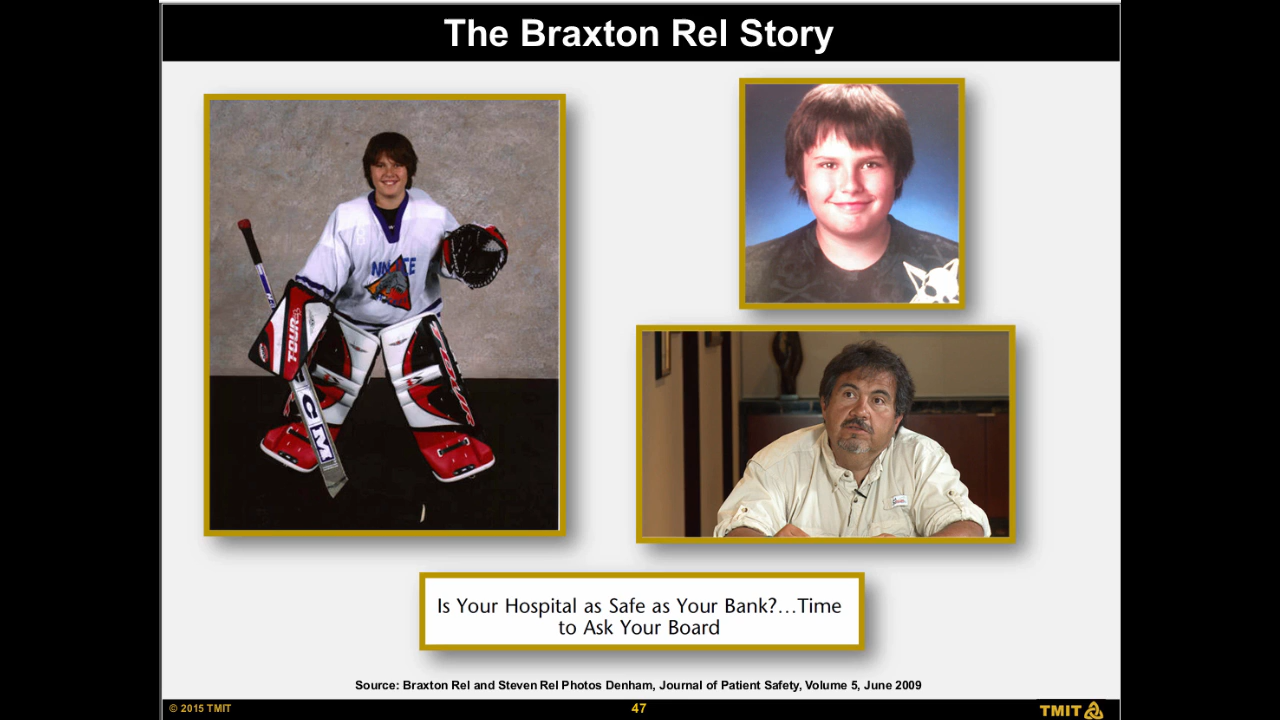 The Braxton Rel Story
TOUR
CCM
Is Your Hospital as Safe as Your Bank?…Time
to Ask Your Board
Source: Braxton Rel and Steven Rel Photos Denham, Journal of Patient Safety, Volume 5, June 2009
© 2015 TMIT
47
TMIT